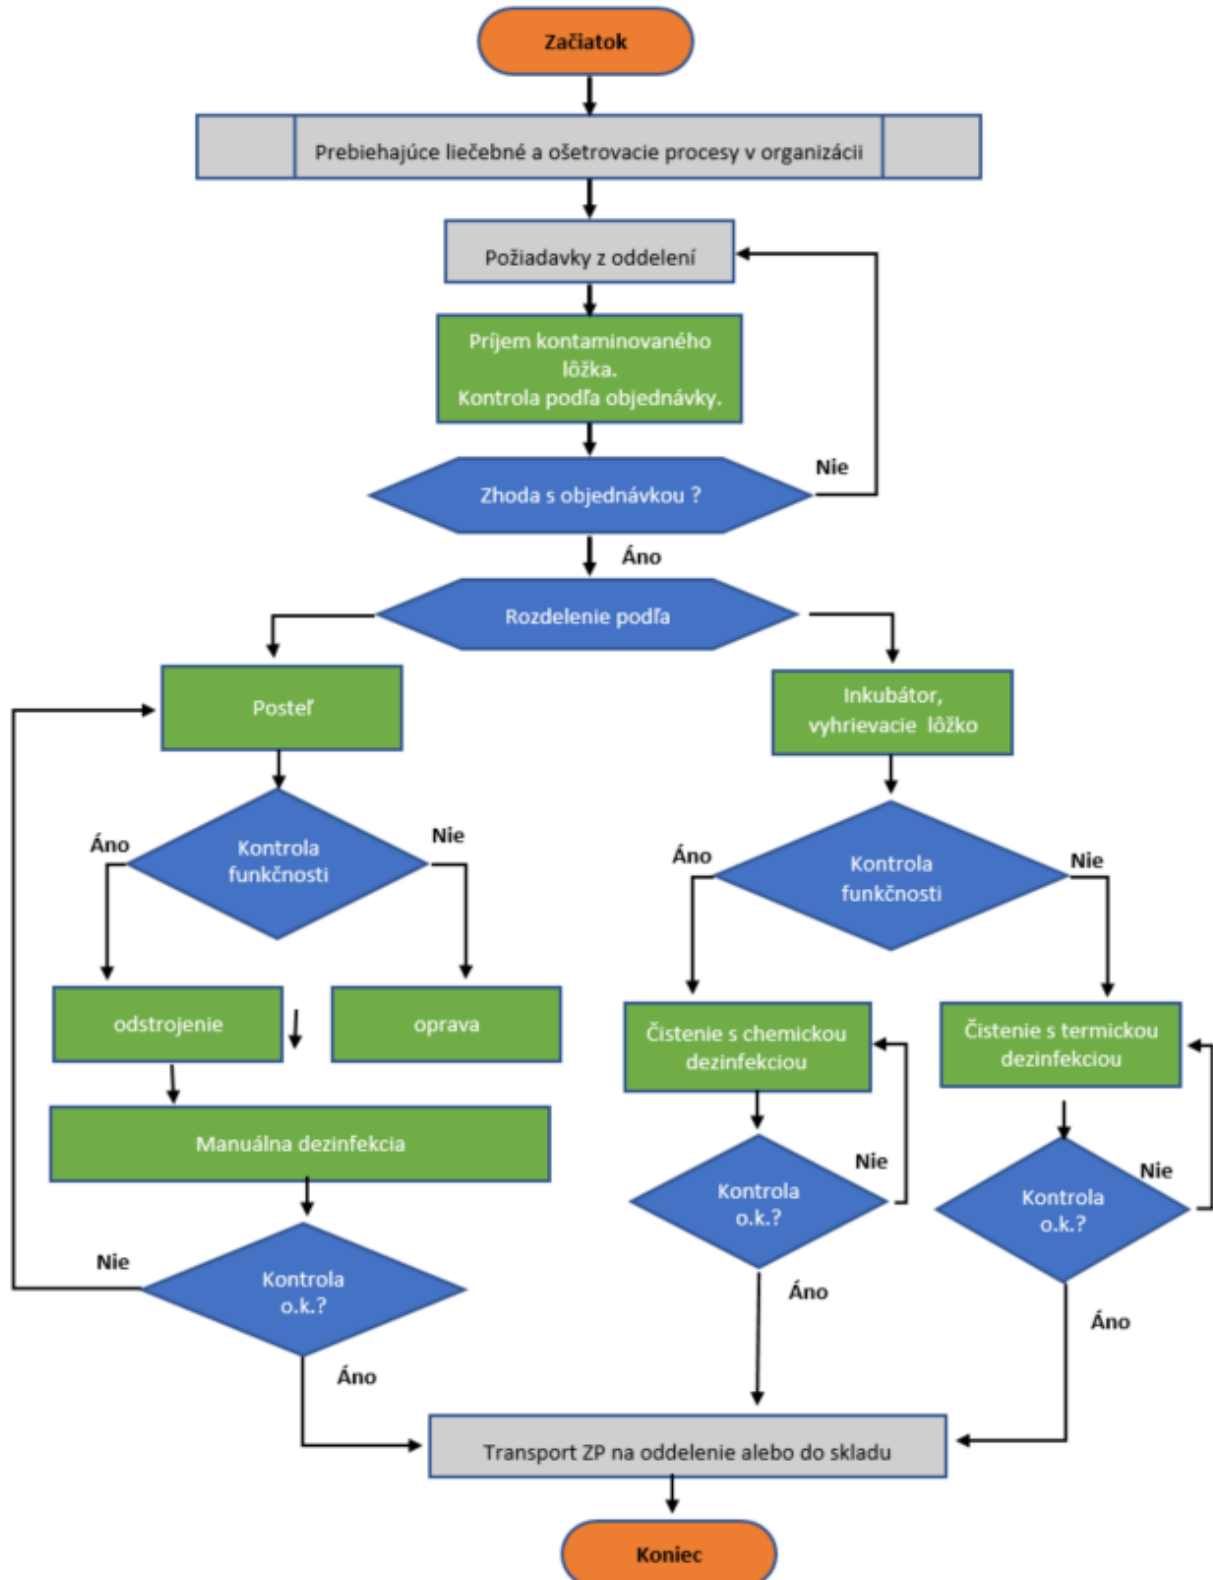 Začiatok
Prebiehajúce liečebné a ošetrovacie procesy v organizácii
Požiadavky z oddelení
Príjem kontaminovaného
lôžka.
Kontrola podľa objednávky.
Nie
Zhoda s objednávkou ?
Áno
Rozdelenie podľa
Posteľ
Inkubátor,
vyhrievacie lôžko
Áno
Kontrola
funkčnosti
Nie
Áno
Kontrola
funkčnosti
Nie
odstrojenie
oprava
Čistenie s chemickou
dezinfekciou
Čistenie s termickou
dezinfekciou
Manuálna dezinfekcia
Kontrola
o.k.?
Nie
Kontrola
o.k.?
Nie
Nie
Kontrola
o.k.?
Áno
Áno
Áno
Transport ZP na oddelenie alebo do skladu
Koniec